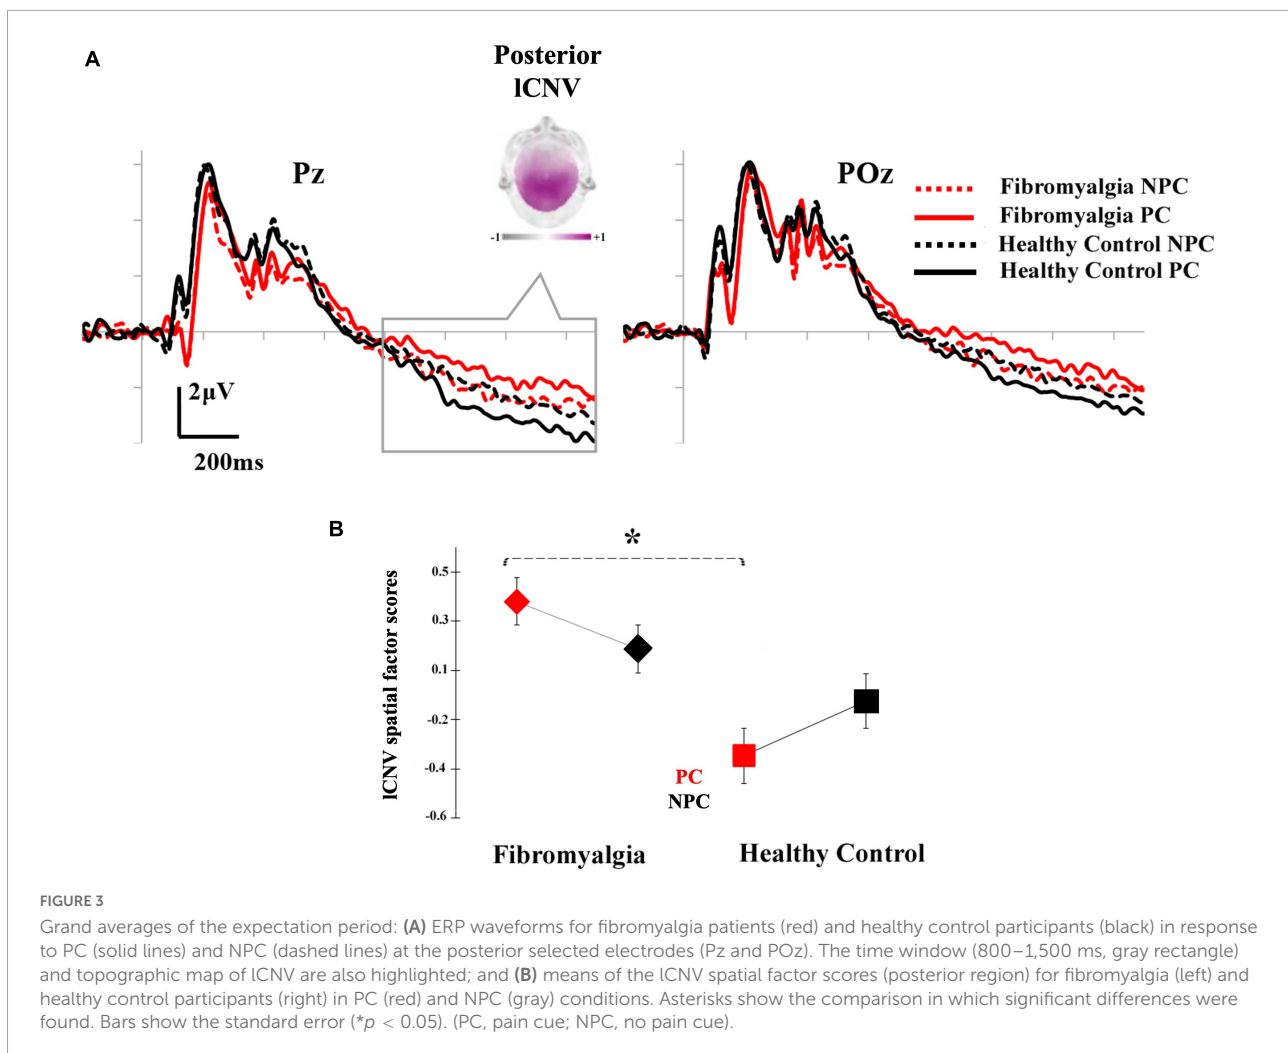 A
Posterior
lCNV
-1
+1
Pz
POz
Fibromyalgia NPC
Fibromyalgia PC
Healthy Control NPC
Healthy Control PC
2μV
200ms
B
*
lCNV spatial factor scores
0.5
0.3
0.1
-0.2
-0.4
-0.6
PC
NPC
Fibromyalgia
Healthy Control
FIGURE 3
Grand averages of the expectation period: (A) ERP waveforms for fibromyalgia patients (red) and healthy control participants (black) in response
to PC (solid lines) and NPC (dashed lines) at the posterior selected electrodes (Pz and POz). The time window (800–1,500 ms, gray rectangle)
and topographic map of lCNV are also highlighted; and (B) means of the lCNV spatial factor scores (posterior region) for fibromyalgia (left) and
healthy control participants (right) in PC (red) and NPC (gray) conditions. Asterisks show the comparison in which significant differences were
found. Bars show the standard error (*p < 0.05). (PC, pain cue; NPC, no pain cue).